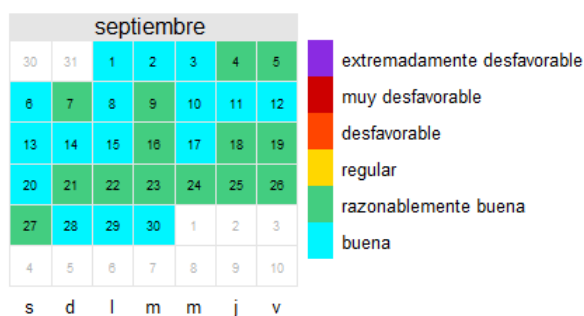 septiembre
30 31 1 2 3 4 5
6 7 8 9 10 11 12
13 14 15 16 17 18 19
20 21 22 23 24 25 26
27 28 29 30 1 2 3
4 5 6 7 8 9 10
s d l m m j v
extremadamente desfavorable
muy desfavorable
desfavorable
regular
razonablemente buena
buena